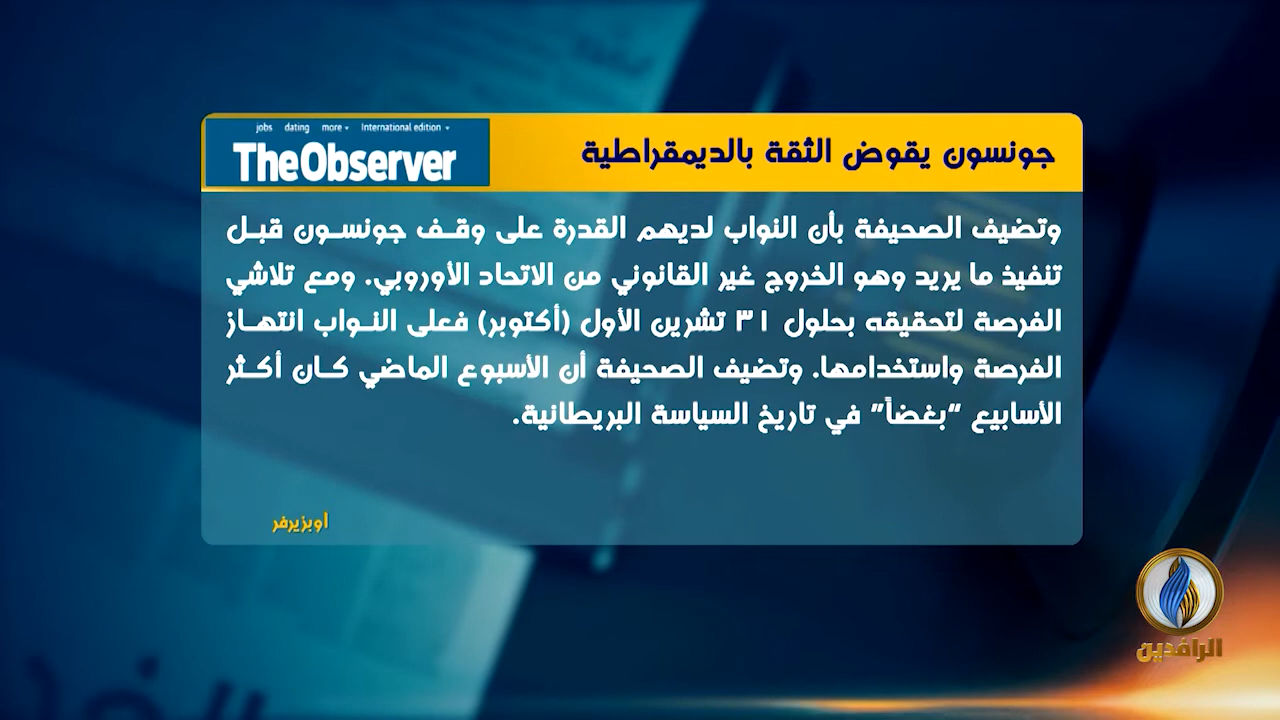 jobs dating more International edition
TheObserver
جونسون يقوض الثقة بالديمقراطية
وتضيف الصحيفة بأن النواب لديهم القدرة على وقف جونسون قبل
تنفيذ ما يريد وهو الخروج غير القانوني من الاتحاد الأوروبي. ومع تلاشي
الفرصة لتحقيقه بحلول ٣١ تشرين الأول (أكتوبر) فعلى النواب انتهاز
الفرصة واستخدامها. وتضيف الصحيفة أن الأسبوع الماضي كان أكثر
الأسابيع “بغضاً” في تاريخ السياسة البريطانية.
أوبزيرفر
الرافدين